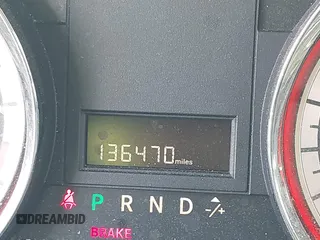 136470 miles
P R N D -/+
BRAKE
DREAMBID